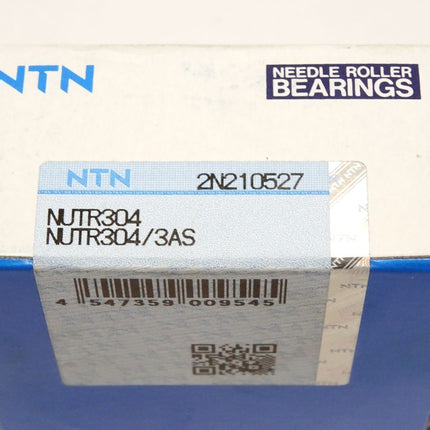 NTN
NEEDLE ROLLER
BEARINGS
NTN 2N210527
NUTR304
NUTR304/3AS
4 547359 009545